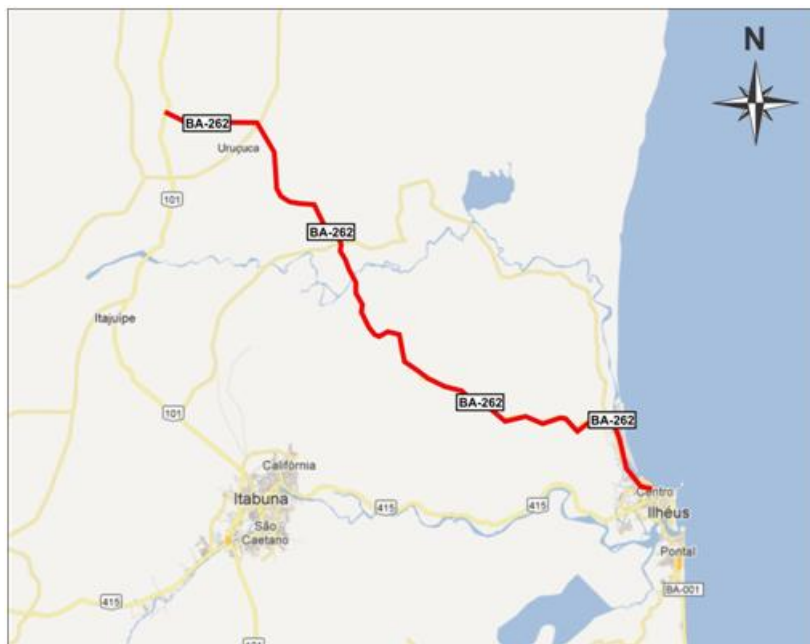 N
BA-262
Uruçuca
101
BA-262
Itajuípe
BA-262
BA-262
101
Califórnia
Itabuna
Centro
415
415
Ilhéus
São
Caetano
Pontal
BA-001
415
101